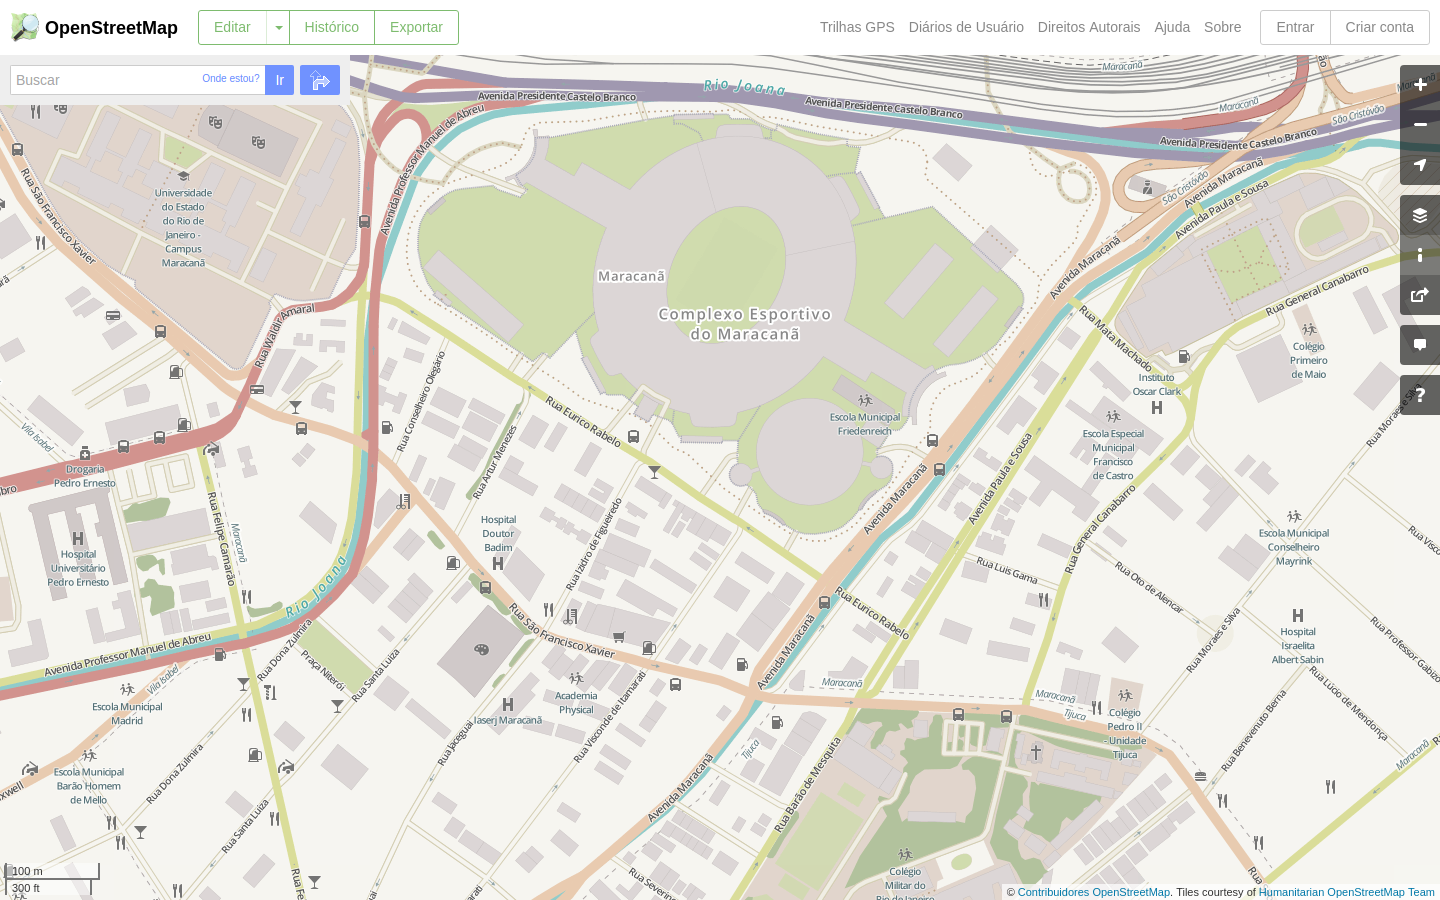 OpenStreetMap
Editar
Histórico
Exportar
Trilhas GPS
Diários de Usuário
Direitos Autorais
Ajuda
Sobre
Entrar
Criar conta
Buscar
Onde estou?
Ir
Rio Joana
Avenida Presidente Castelo Branco
Avenida Presidente Castelo Branco
Avenida Presidente Castelo Branco
Maracanã
Maracanã
São Cristóvão
São Cristóvão
Avenida Maracanã
Avenida Paula e Sousa
Avenida Professor Manuel de Abreu
Rua São Francisco Xavier
Universidade
do Estado
do Rio de
Janeiro -
Campus
Maracanã
Maracanã
Complexo Esportivo
do Maracanã
Avenida Maracanã
Rua General Canabarro
Rua Mata Machado
Colégio
Primeiro
de Maio
Instituto
Oscar Clark
Rua Waldir Amaral
Rua Conselheiro Olegário
Rua Eurico Rabelo
Escola Municipal
Friedenreich
Escola Especial
Municipal
Francisco
de Castro
Rua Moraes e Silva
Vila Isabel
Drogaria
Pedro Ernesto
Rua Artur Menezes
Avenida Maracanã
Avenida Paula e Sousa
Rua General Canabarro
Rua Felipe Camarão
Maracanã
Hospital
Doutor
Badim
Rua Izidro de Figueiredo
Escola Municipal
Conselheiro
Mayrink
Hospital
Universitário
Pedro Ernesto
Rio Joana
Rua Luis Gama
Rua Oto de Alencar
Rua Eurico Rabelo
Rua São Francisco Xavier
Avenida Maracanã
Rua Moraes e Silva
Hospital
Israelita
Albert Sabin
Rua Professor Gabizo
Avenida Professor Manuel de Abreu
Rua Dona Zulmira
Praça Niterói
Rua Santa Luiza
Vila Isabel
Escola Municipal
Madrid
Academia
Physical
Iaserj Maracanã
Rua Jaceguai
Rua Visconde de Itamarati
Maracanã
Maracanã
Tijuca
Colégio
Pedro II
- Unidade
Tijuca
Rua Lúcio de Mendonça
Rua Benevenuto Berna
Maracanã
Tijuca
Escola Municipal
Barão Homem
de Mello
Rua Dona Zulmira
Rua Santa Luiza
Avenida Maracanã
Rua Barão de Mesquita
Colégio
Militar do
Rio de Janeiro
100 m
300 ft
© Contribuidores OpenStreetMap. Tiles courtesy of Humanitarian OpenStreetMap Team